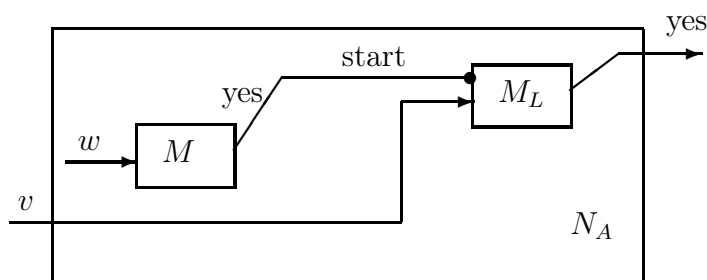 yes
start
yes
M_L
w
M
v
N_A